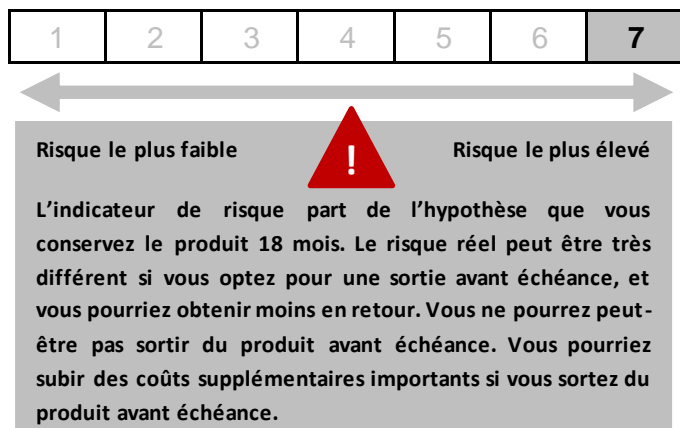 1 2 3 4 5 6 7
!
Risque le plus faible Risque le plus élevé
L’indicateur de risque part de l’hypothèse que vous
conservez le produit 18 mois. Le risque réel peut être très
différent si vous optez pour une sortie avant échéance, et
vous pourriez obtenir moins en retour. Vous ne pourrez peut-
être pas sortir du produit avant échéance. Vous pourriez
subir des coûts supplémentaires importants si vous sortez du
produit avant échéance.